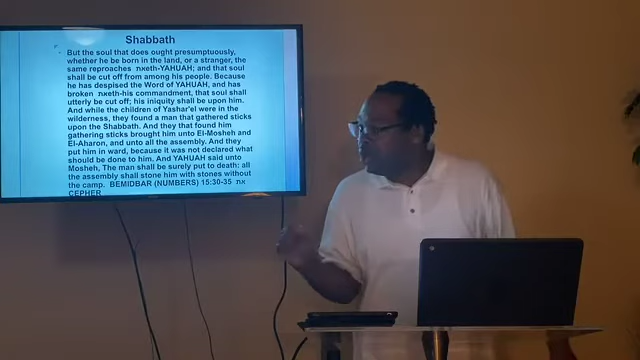 Shabbath
But the soul that does ought presumptuously,
whether he be born in the land, or a stranger, the
same reproaches את-eth-YAHUAH; and that soul
shall be cut off from among his people. Because
he has despised the Word of YAHUAH, and has
broken את-eth-his commandment, that soul shall
utterly be cut off; his iniquity shall be upon him.
And while the children of Yashar'el were in the
wilderness, they found a man that gathered sticks
upon the Shabbath. And they that found him
gathering sticks brought him unto El-Mosheh and
El-Aharon, and unto all the assembly. And they
put him in ward, because it was not declared what
should be done to him. And YAHUAH said unto
Mosheh, The man shall be surely put to death: all
the assembly shall stone him with stones without
the camp. BEMIDBAR (NUMBERS) 15:30-35 את
CEPHER